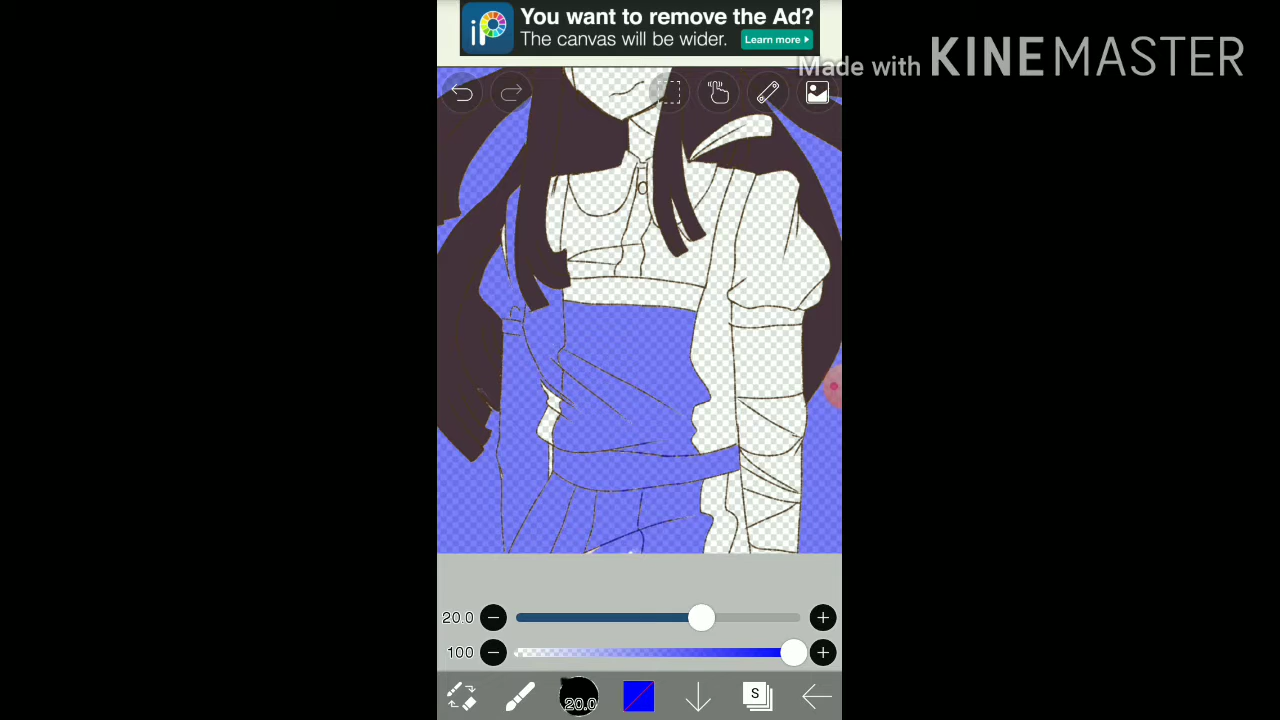 iP
You want to remove the Ad?
The canvas will be wider.
Learn more
Made with KINEMASTER
20.0
100
20.0
S